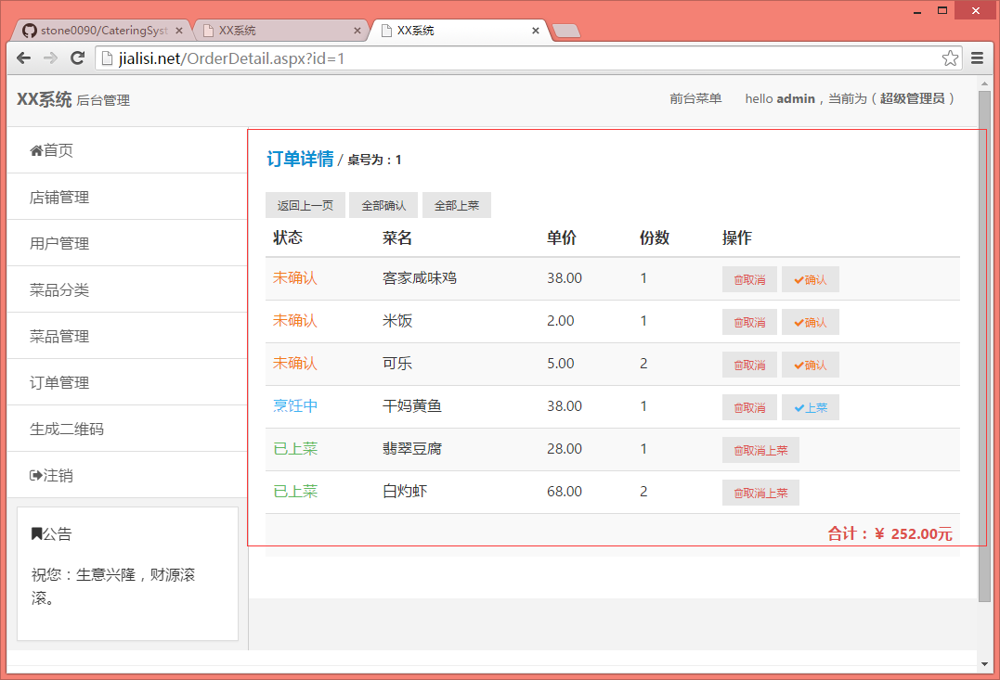 stone0090/CateringSyst
XX系统
XX系统
jialisi.net/OrderDetail.aspx?id=1
XX系统 后台管理
前台菜单 hello admin，当前为（超级管理员）
首页
店铺管理
用户管理
菜品分类
菜品管理
订单管理
生成二维码
注销
公告
祝您：生意兴隆，财源滚
滚。
订单详情 / 桌号为：1
返回上一页 全部确认 全部上菜
状态 菜名 单价 份数 操作
未确认 客家咸味鸡 38.00 1 取消 确认
未确认 米饭 2.00 1 取消 确认
未确认 可乐 5.00 2 取消 确认
烹饪中 干妈黄鱼 38.00 1 取消 上菜
已上菜 翡翠豆腐 28.00 1 取消上菜
已上菜 白灼虾 68.00 2 取消上菜
合计：¥ 252.00元